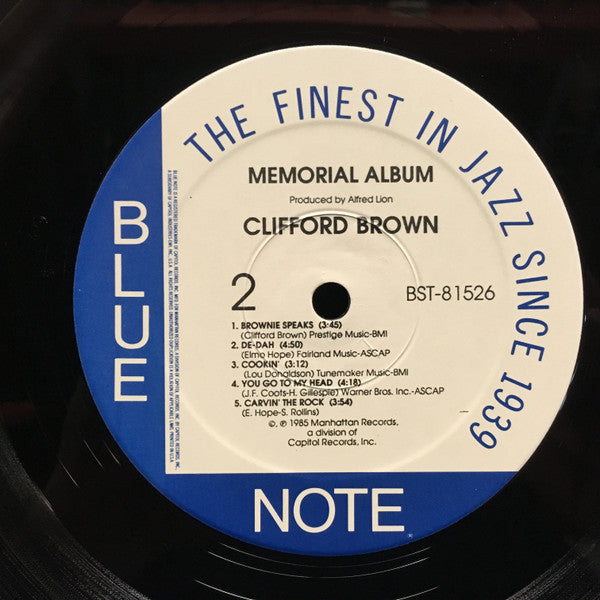 THE FINEST IN JAZZ SINCE 1939
MEMORIAL ALBUM
Produced by Alfred Lion
CLIFFORD BROWN
2
BST-81526
1. BROWNIE SPEAKS (3:45)
(Clifford Brown) Prestige Music-BMI
2. DE-DAH (4:50)
(Elmo Hope) Fairland Music-ASCAP
3. COOKIN' (3:12)
(Lou Donaldson) Tunemaker Music-BMI
4. YOU GO TO MY HEAD (4:18)
(J.F. Coots-H. Gillespie) Warner Bros. Inc.-ASCAP
5. CARVIN' THE ROCK (3:54)
(E. Hope-S. Rollins)
©, ℗ 1985 Manhattan Records,
a division of
Capitol Records, Inc.
BLUE
NOTE